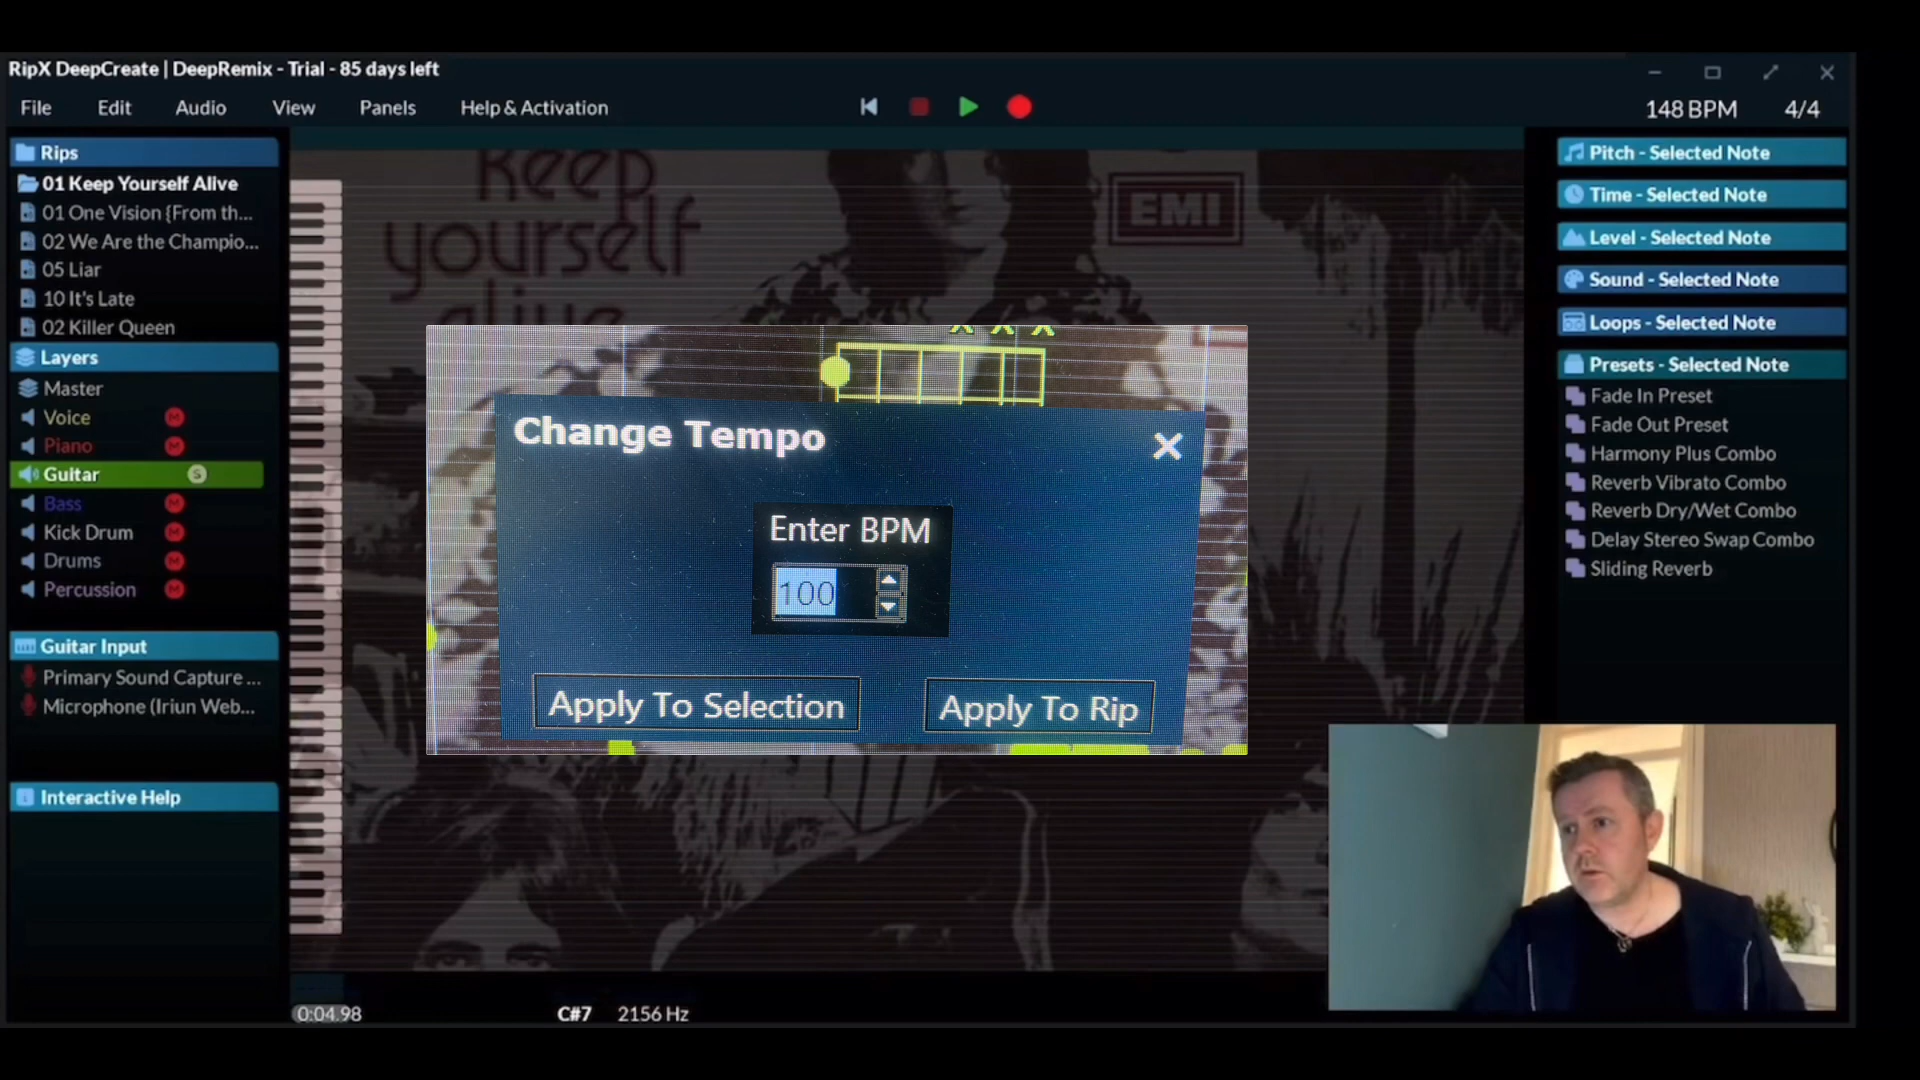 RipX DeepCreate | DeepRemix - Trial - 85 days left
File Edit Audio View Panels Help & Activation
148 BPM 4/4
Rips
01 Keep Yourself Alive
01 One Vision {From th...
02 We Are the Champio...
05 Liar
10 It's Late
02 Killer Queen
Layers
Master
Voice M
Piano M
Guitar S
Bass M
Kick Drum M
Drums M
Percussion M
Guitar Input
Primary Sound Capture ...
Microphone (Iriun Web...
Interactive Help
keep
yourself
alive
EMI
X X X
Change Tempo
Enter BPM
100
Apply To Selection Apply To Rip
0:04.98 C#7 2156 Hz
Pitch - Selected Note
Time - Selected Note
Level - Selected Note
Sound - Selected Note
Loops - Selected Note
Presets - Selected Note
Fade In Preset
Fade Out Preset
Harmony Plus Combo
Reverb Vibrato Combo
Reverb Dry/Wet Combo
Delay Stereo Swap Combo
Sliding Reverb